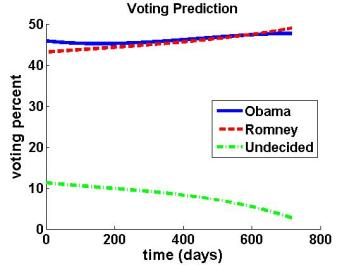 Voting Prediction
50
40
30
20
10
0
voting percent
Obama
Romney
Undecided
0 200 400 600 800
time (days)